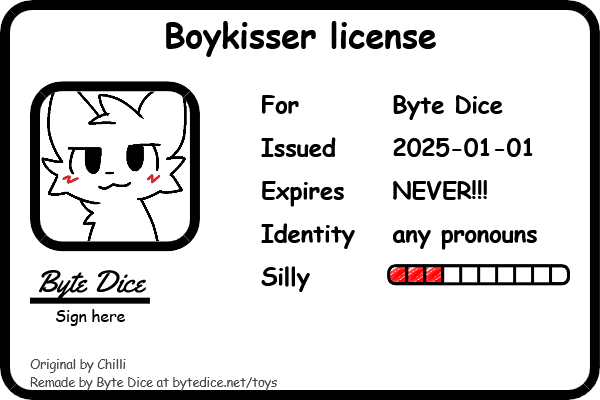 Boykisser license
For Byte Dice
Issued 2025-01-01
Expires NEVER!!!
Identity any pronouns
Silly
Byte Dice
Sign here
Original by Chilli
Remade by Byte Dice at bytedice.net/toys